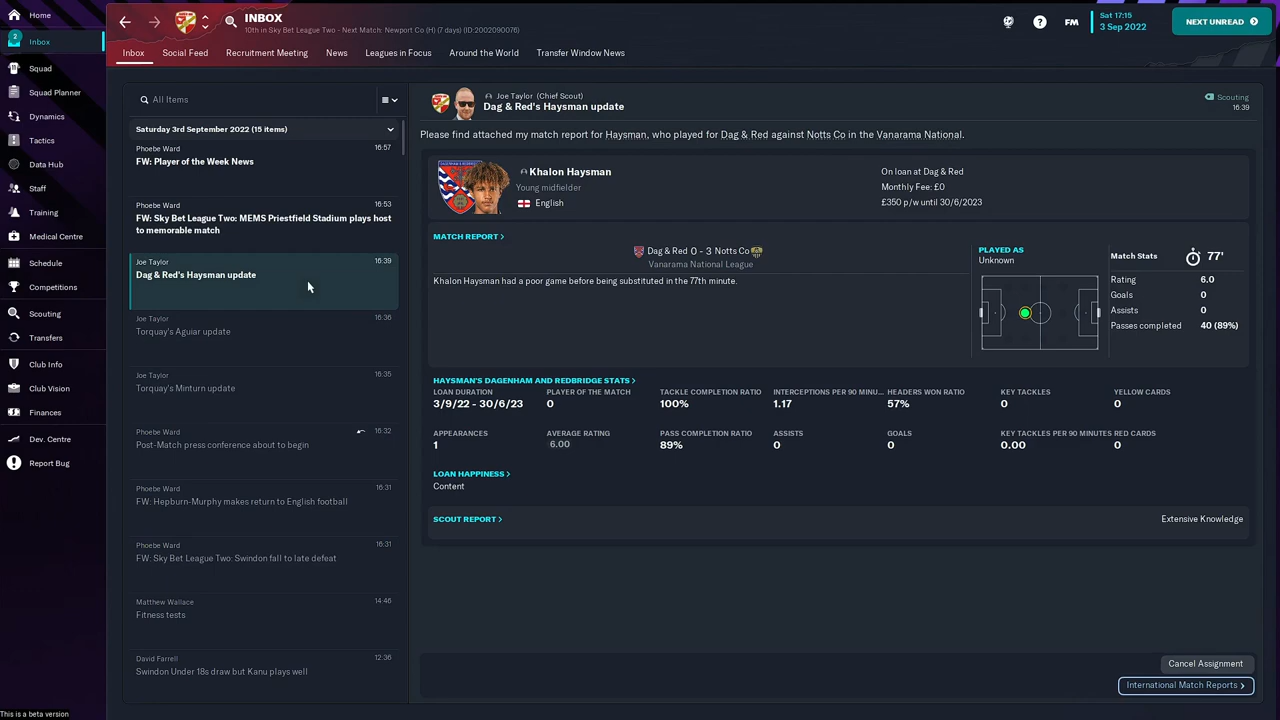 Home
2
Inbox
Squad
Squad Planner
Dynamics
Tactics
Data Hub
Staff
Training
Medical Centre
Schedule
Competitions
Scouting
Transfers
Club Info
Club Vision
Finances
Dev. Centre
Report Bug
This is a beta version
INBOX
10th in Sky Bet League Two - Next Match: Newport Co (H) (7 days) (ID:2002090076)
?
FM
Sat 17:15
3 Sep 2022
NEXT UNREAD
Inbox
Social Feed
Recruitment Meeting
News
Leagues in Focus
Around the World
Transfer Window News
All Items
Saturday 3rd September 2022 (15 items)
Phoebe Ward 16:57
FW: Player of the Week News
Phoebe Ward 16:53
FW: Sky Bet League Two: MEMS Priestfield Stadium plays host
to memorable match
Joe Taylor 16:39
Dag & Red's Haysman update
Joe Taylor 16:36
Torquay's Aguiar update
Joe Taylor 16:35
Torquay's Minturn update
Phoebe Ward 16:32
Post-Match press conference about to begin
Phoebe Ward 16:31
FW: Hepburn-Murphy makes return to English football
Phoebe Ward 16:31
FW: Sky Bet League Two: Swindon fall to late defeat
Matthew Wallace 14:46
Fitness tests
David Farrell 12:36
Swindon Under 18s draw but Kanu plays well
Joe Taylor (Chief Scout)
Dag & Red's Haysman update
Scouting
16:39
Please find attached my match report for Haysman, who played for Dag & Red against Notts Co in the Vanarama National.
Khalon Haysman
Young midfielder
English
On loan at Dag & Red
Monthly Fee: £0
£350 p/w until 30/6/2023
MATCH REPORT >
Dag & Red 0 - 3 Notts Co
Vanarama National League
Khalon Haysman had a poor game before being substituted in the 77th minute.
PLAYED AS
Unknown
Match Stats 77'
Rating 6.0
Goals 0
Assists 0
Passes completed 40 (89%)
HAYSMAN'S DAGENHAM AND REDBRIDGE STATS >
LOAN DURATION PLAYER OF THE MATCH TACKLE COMPLETION RATIO INTERCEPTIONS PER 90 MINU... HEADERS WON RATIO KEY TACKLES YELLOW CARDS
3/9/22 - 30/6/23 0 100% 1.17 57% 0 0
APPEARANCES AVERAGE RATING PASS COMPLETION RATIO ASSISTS GOALS KEY TACKLES PER 90 MINUTES RED CARDS
1 6.00 89% 0 0 0.00 0
LOAN HAPPINESS >
Content
SCOUT REPORT >
Extensive Knowledge
Cancel Assignment
International Match Reports >